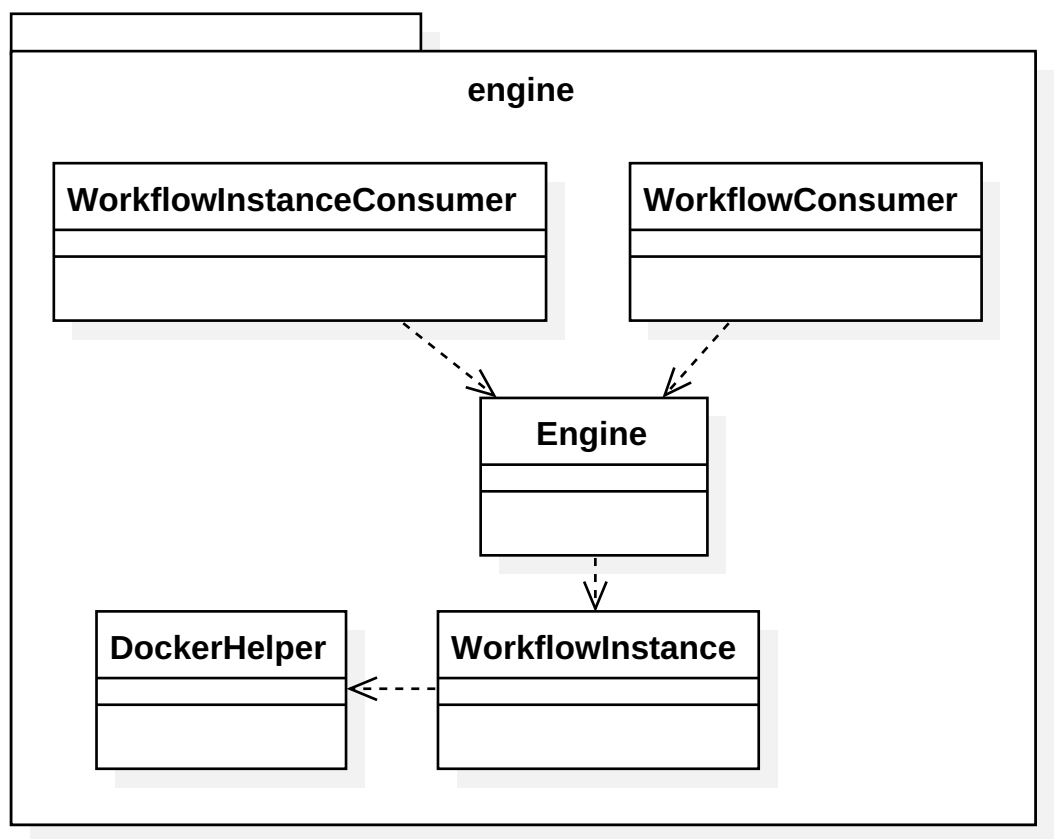 engine
WorkflowInstanceConsumer
WorkflowConsumer
Engine
DockerHelper
WorkflowInstance